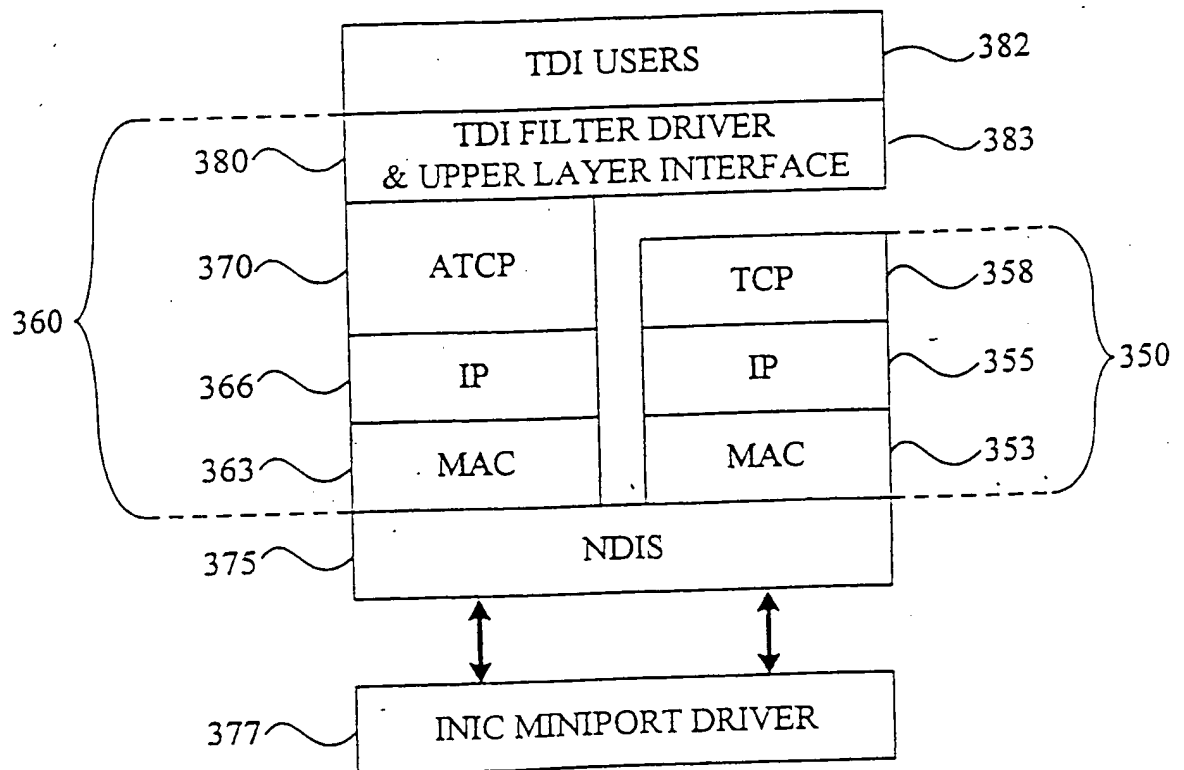 TDI USERS
382
TDI FILTER DRIVER
& UPPER LAYER INTERFACE
380
383
ATCP
370
TCP
358
360
IP
366
IP
355
350
MAC
363
MAC
353
NDIS
375
INIC MINIPORT DRIVER
377